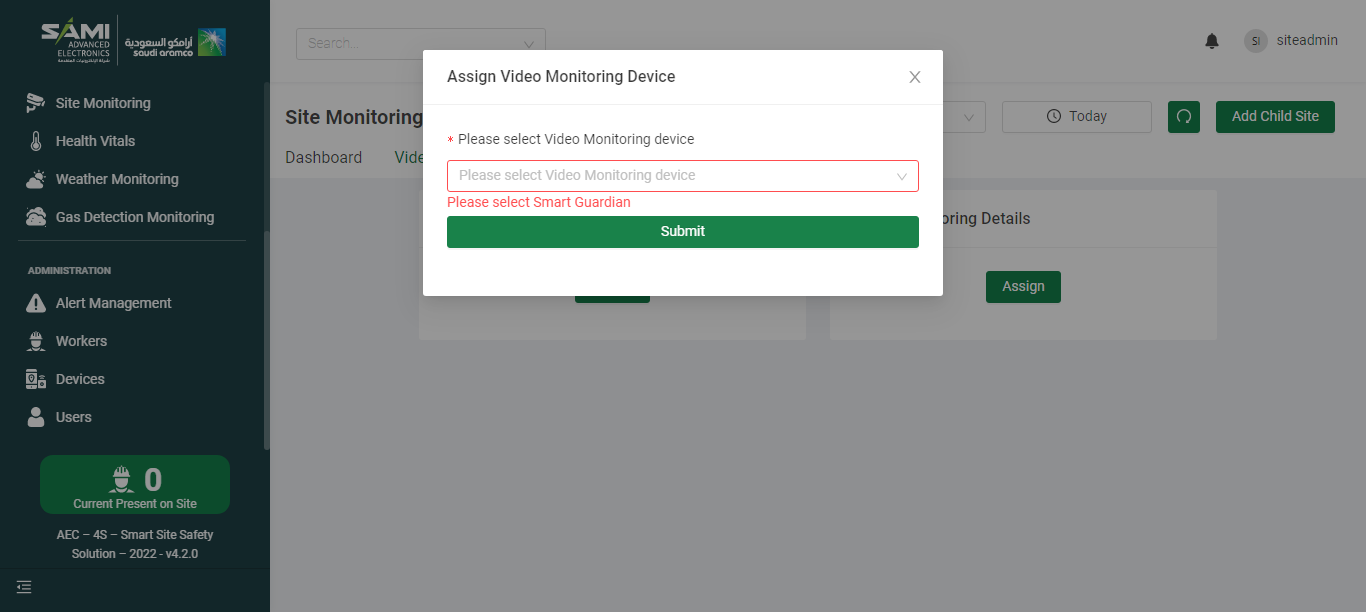 SAMI
ADVANCED
ELECTRONICS
شركة الإلكترونيات المتقدمة
أرامكو السعودية
saudi aramco
Search...
SI
siteadmin
Site Monitoring
Health Vitals
Weather Monitoring
Gas Detection Monitoring
ADMINISTRATION
Alert Management
Workers
Devices
Users
0
Current Present on Site
AEC – 4S – Smart Site Safety
Solution – 2022 - v4.2.0
Site Monitoring
Today
Add Child Site
Dashboard
Vide
oring Details
Assign
Assign Video Monitoring Device
* Please select Video Monitoring device
Please select Video Monitoring device
Please select Smart Guardian
Submit